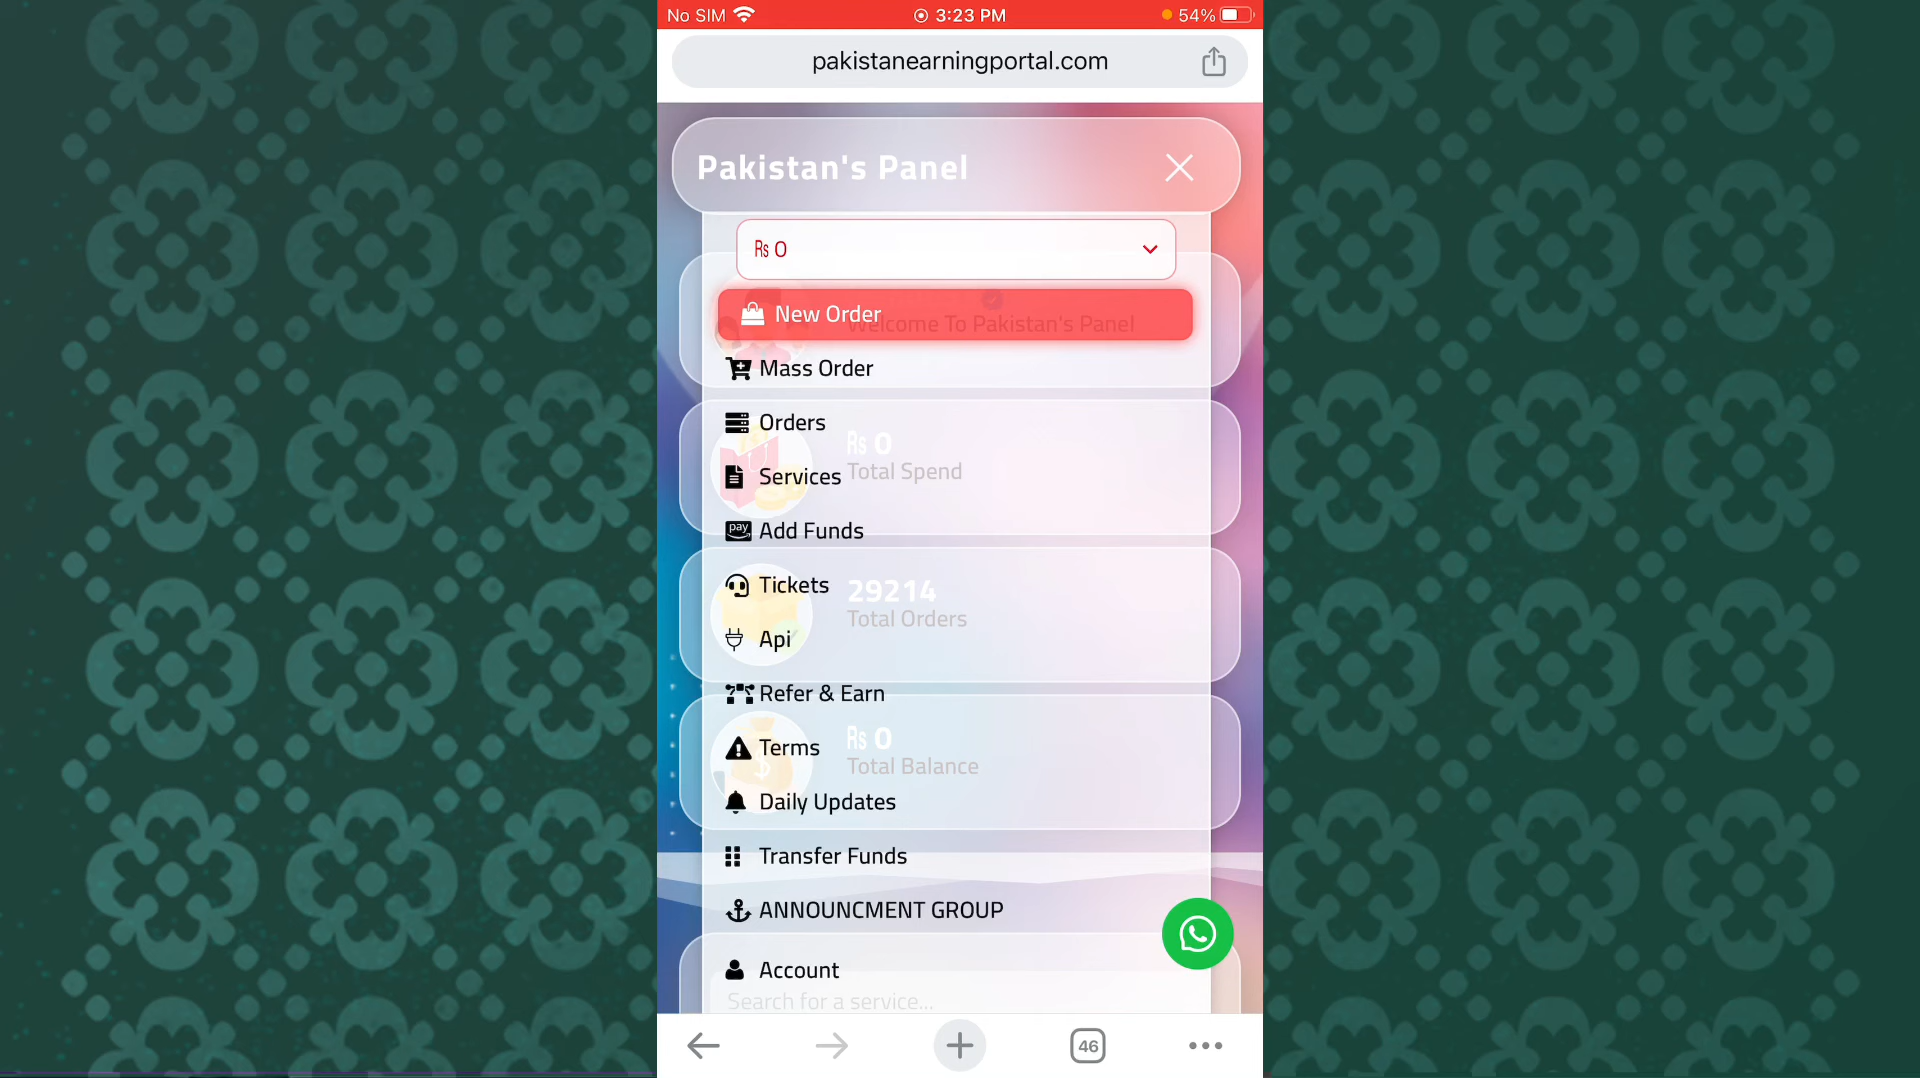 No SIM 3:23 PM 54%
pakistanearningportal.com
Pakistan's Panel
₨ 0
New Order
Welcome To Pakistan's Panel
Mass Order
Orders
₨ 0
Services
Total Spend
pay
Add Funds
Tickets
29214
Total Orders
Api
Refer & Earn
Terms
₨ 0
Total Balance
Daily Updates
Transfer Funds
ANNOUNCMENT GROUP
Account
Search for a service...
46